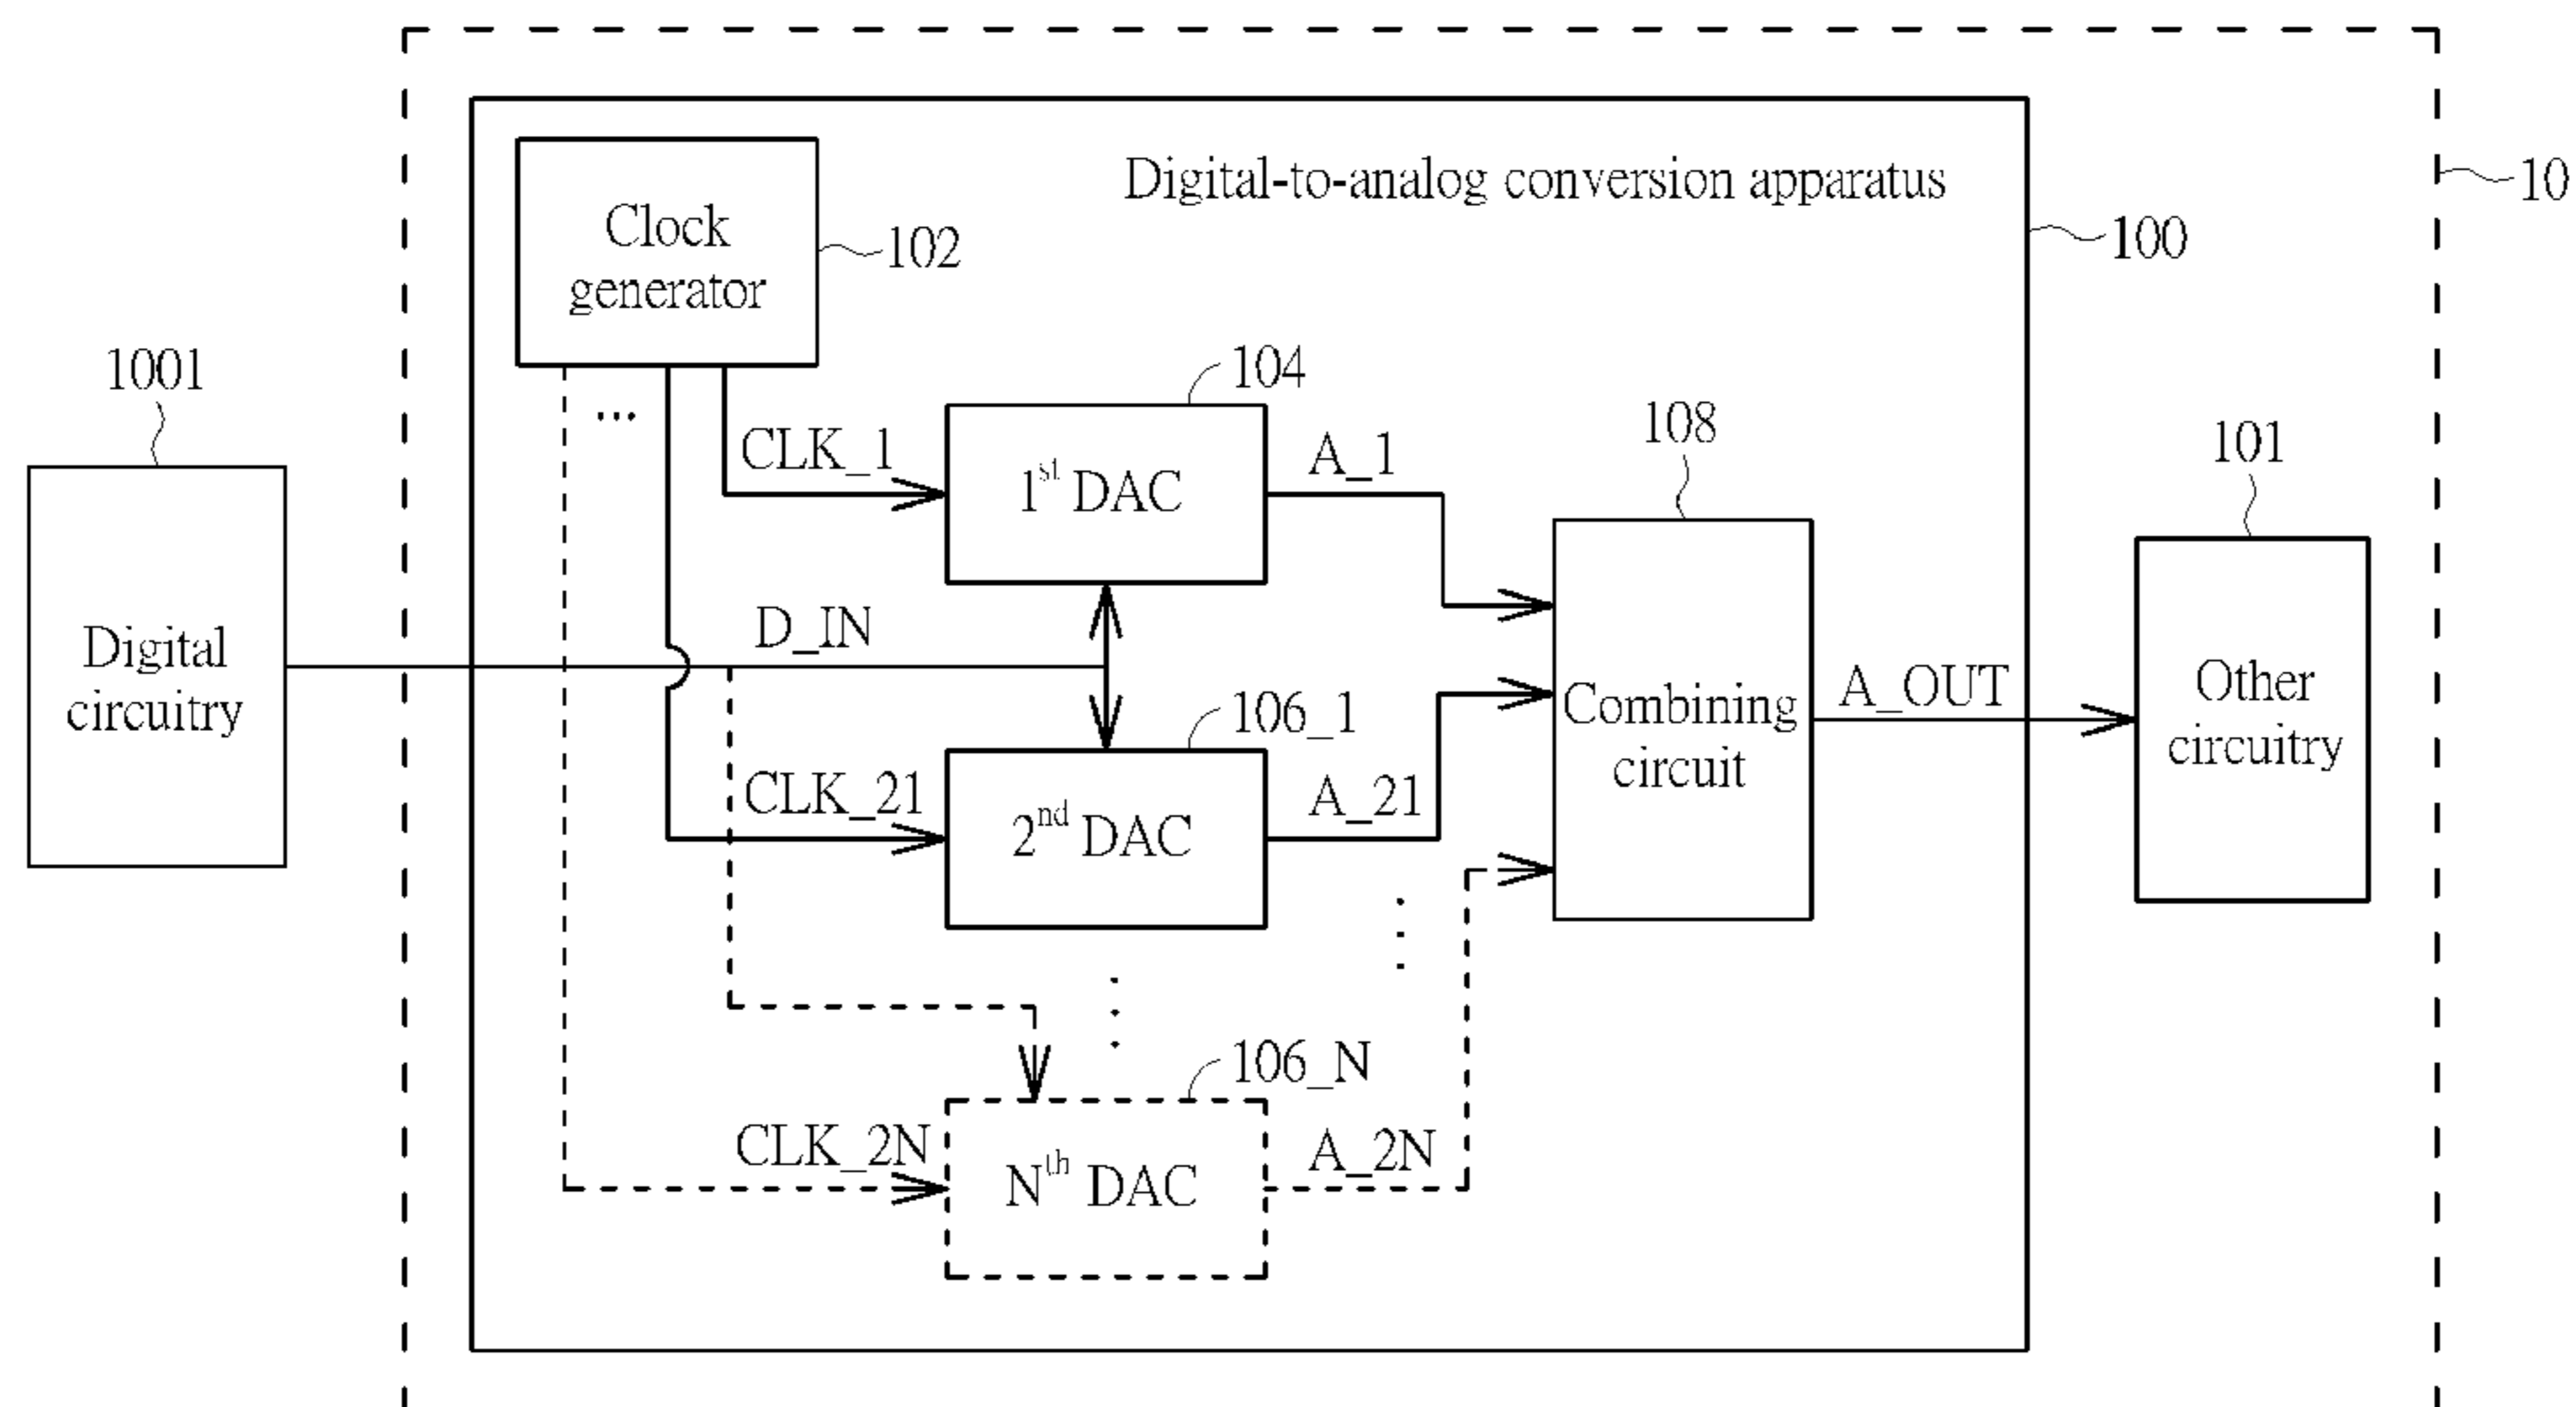 Digital-to-analog conversion apparatus
10
100
Clock
generator
102
1001
Digital
circuitry
...
CLK_1
104
1st DAC
A_1
108
Combining
circuit
101
Other
circuitry
D_IN
A_OUT
106_1
CLK_21
2nd DAC
A_21
106_N
CLK_2N
Nth DAC
A_2N